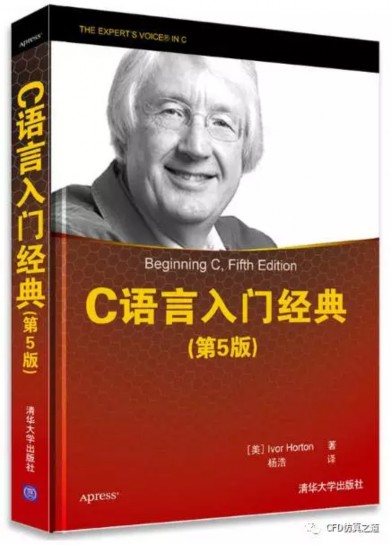 Apress®
C语言入门经典
(第5版)
清华大学出版社
THE EXPERT'S VOICE® IN C
Beginning C, Fifth Edition
C语言入门经典
(第5版)
[美] Ivor Horton 著
杨浩 译
Apress®
清华大学出版社
CFD仿真之道